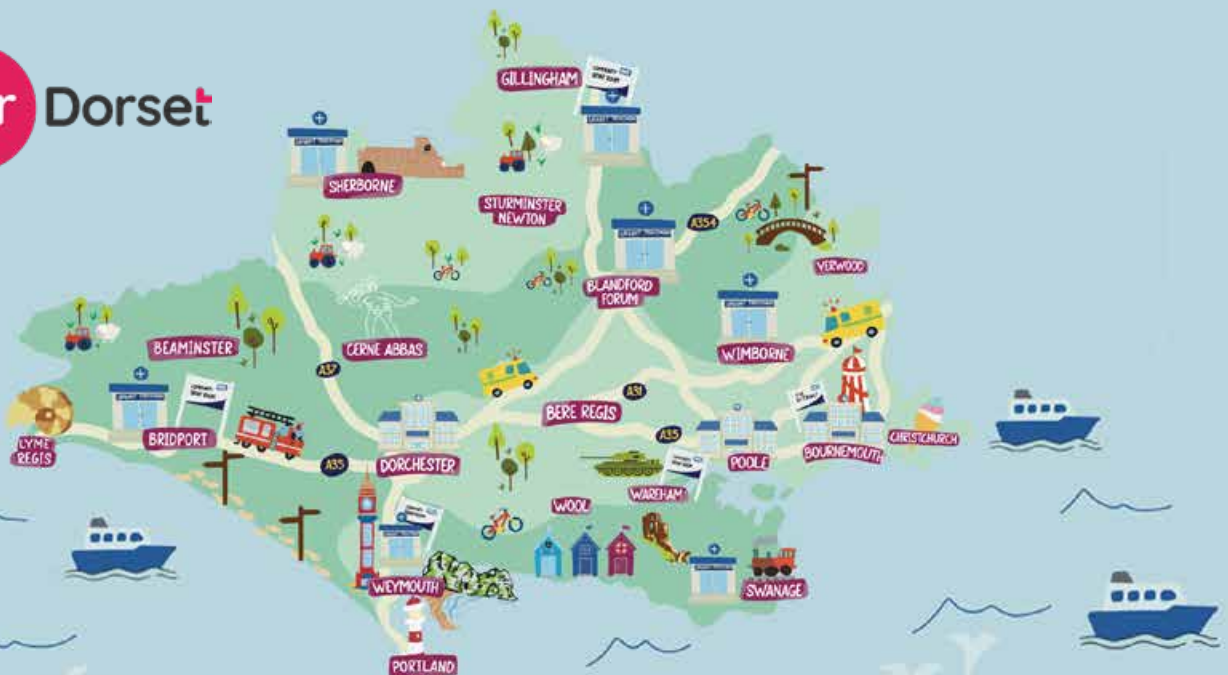 r Dorset
GILLINGHAM
SHERBORNE
STURMINSTER
NEWTON
A354
VERWOOD
BLANDFORD
FORUM
WIMBORNE
CERNE ABBAS
BEAMINSTER
A37
A31
BERE REGIS
LYME
REGIS
BRIDPORT
A35
DORCHESTER
A35
POOLE
BOURNEMOUTH
CHRISTCHURCH
WAREHAM
WOOL
WEYMOUTH
SWANAGE
PORTLAND